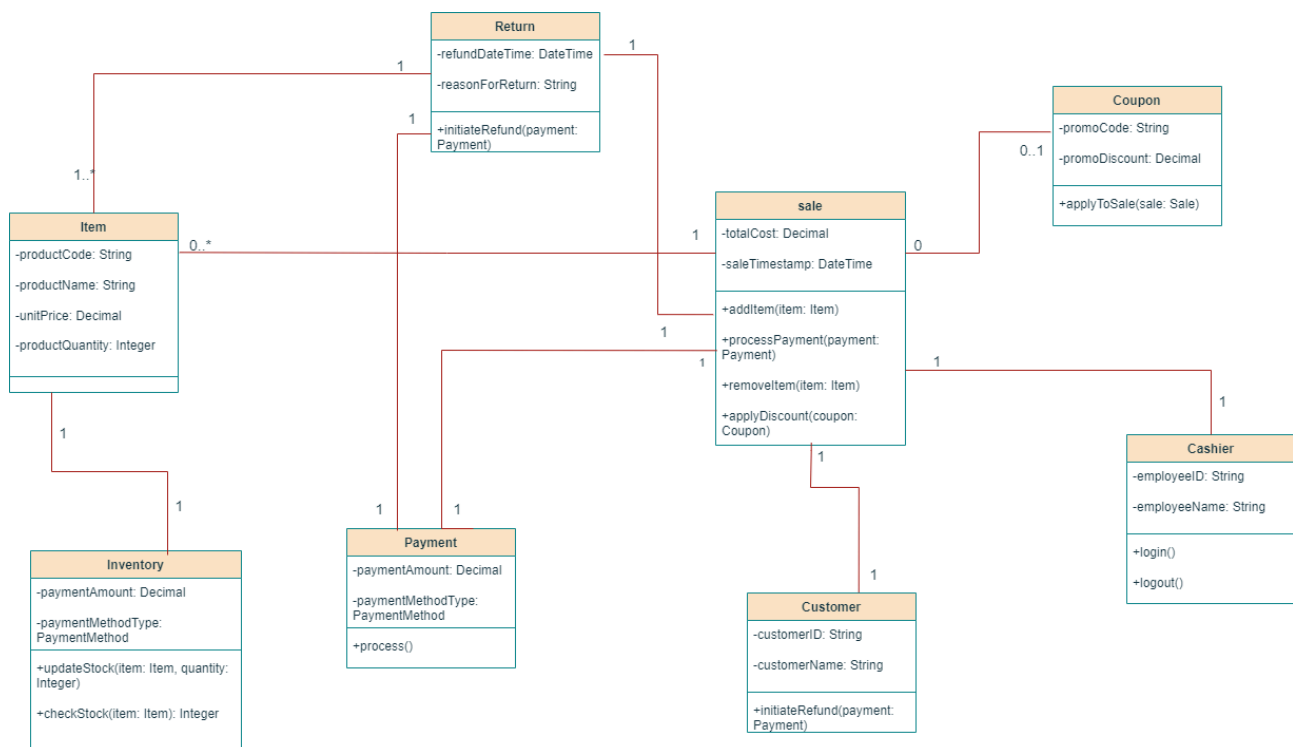 Return
-refundDateTime: DateTime
-reasonForReturn: String
+initiateRefund(payment:
Payment)
1
1
1
1..*
Coupon
-promoCode: String
-promoDiscount: Decimal
+applyToSale(sale: Sale)
0..1
0
Item
-productCode: String
-productName: String
-unitPrice: Decimal
-productQuantity: Integer
0..*
1
sale
-totalCost: Decimal
-saleTimestamp: DateTime
+addItem(item: Item)
+processPayment(payment:
Payment)
+removeItem(item: Item)
+applyDiscount(coupon:
Coupon)
1
1
1
1
1
1
1
1
1
1
1
Inventory
-paymentAmount: Decimal
-paymentMethodType:
PaymentMethod
+updateStock(item: Item, quantity:
Integer)
+checkStock(item: Item): Integer
Payment
-paymentAmount: Decimal
-paymentMethodType:
PaymentMethod
+process()
Customer
-customerID: String
-customerName: String
+initiateRefund(payment:
Payment)
Cashier
-employeeID: String
-employeeName: String
+login()
+logout()